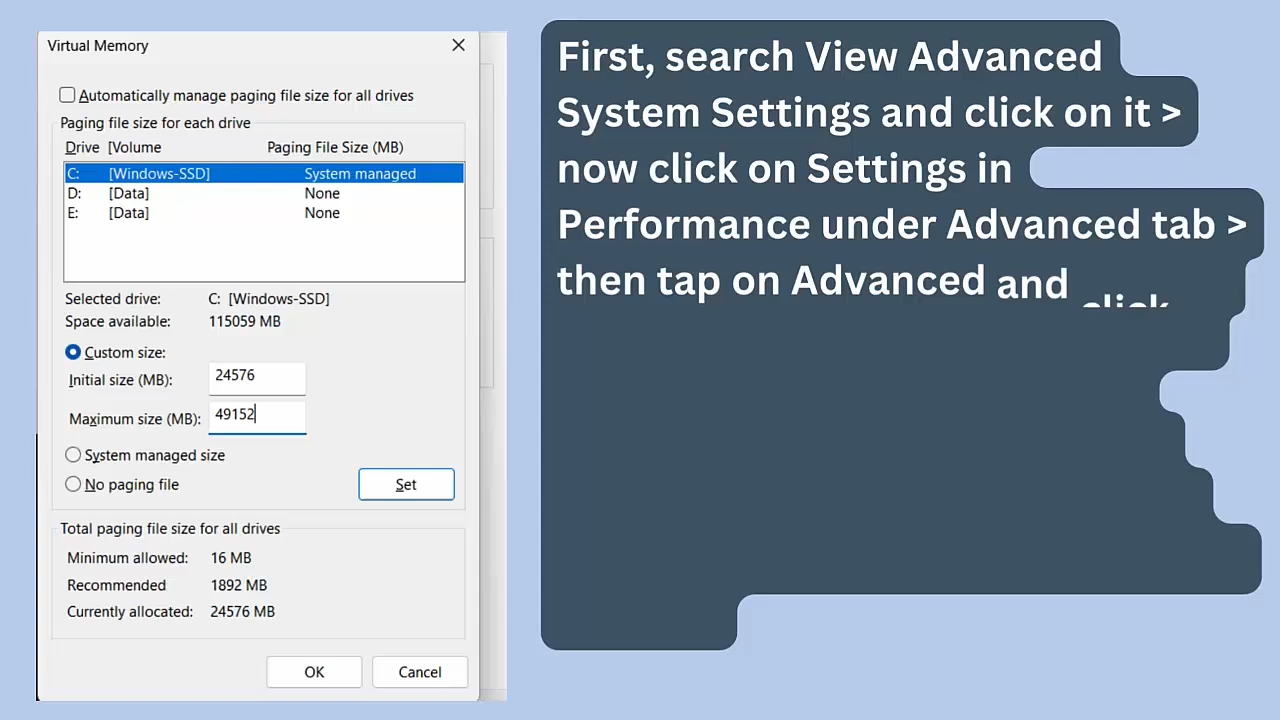 Virtual Memory
Automatically manage paging file size for all drives
Paging file size for each drive
Drive [Volume Paging File Size (MB)
C: [Windows-SSD] System managed
D: [Data] None
E: [Data] None
Selected drive: C: [Windows-SSD]
Space available: 115059 MB
Custom size:
Initial size (MB): 24576
Maximum size (MB): 49152
System managed size
No paging file
Set
Total paging file size for all drives
Minimum allowed: 16 MB
Recommended 1892 MB
Currently allocated: 24576 MB
OK Cancel
First, search View Advanced
System Settings and click on it >
now click on Settings in
Performance under Advanced tab >
then tap on Advanced and click